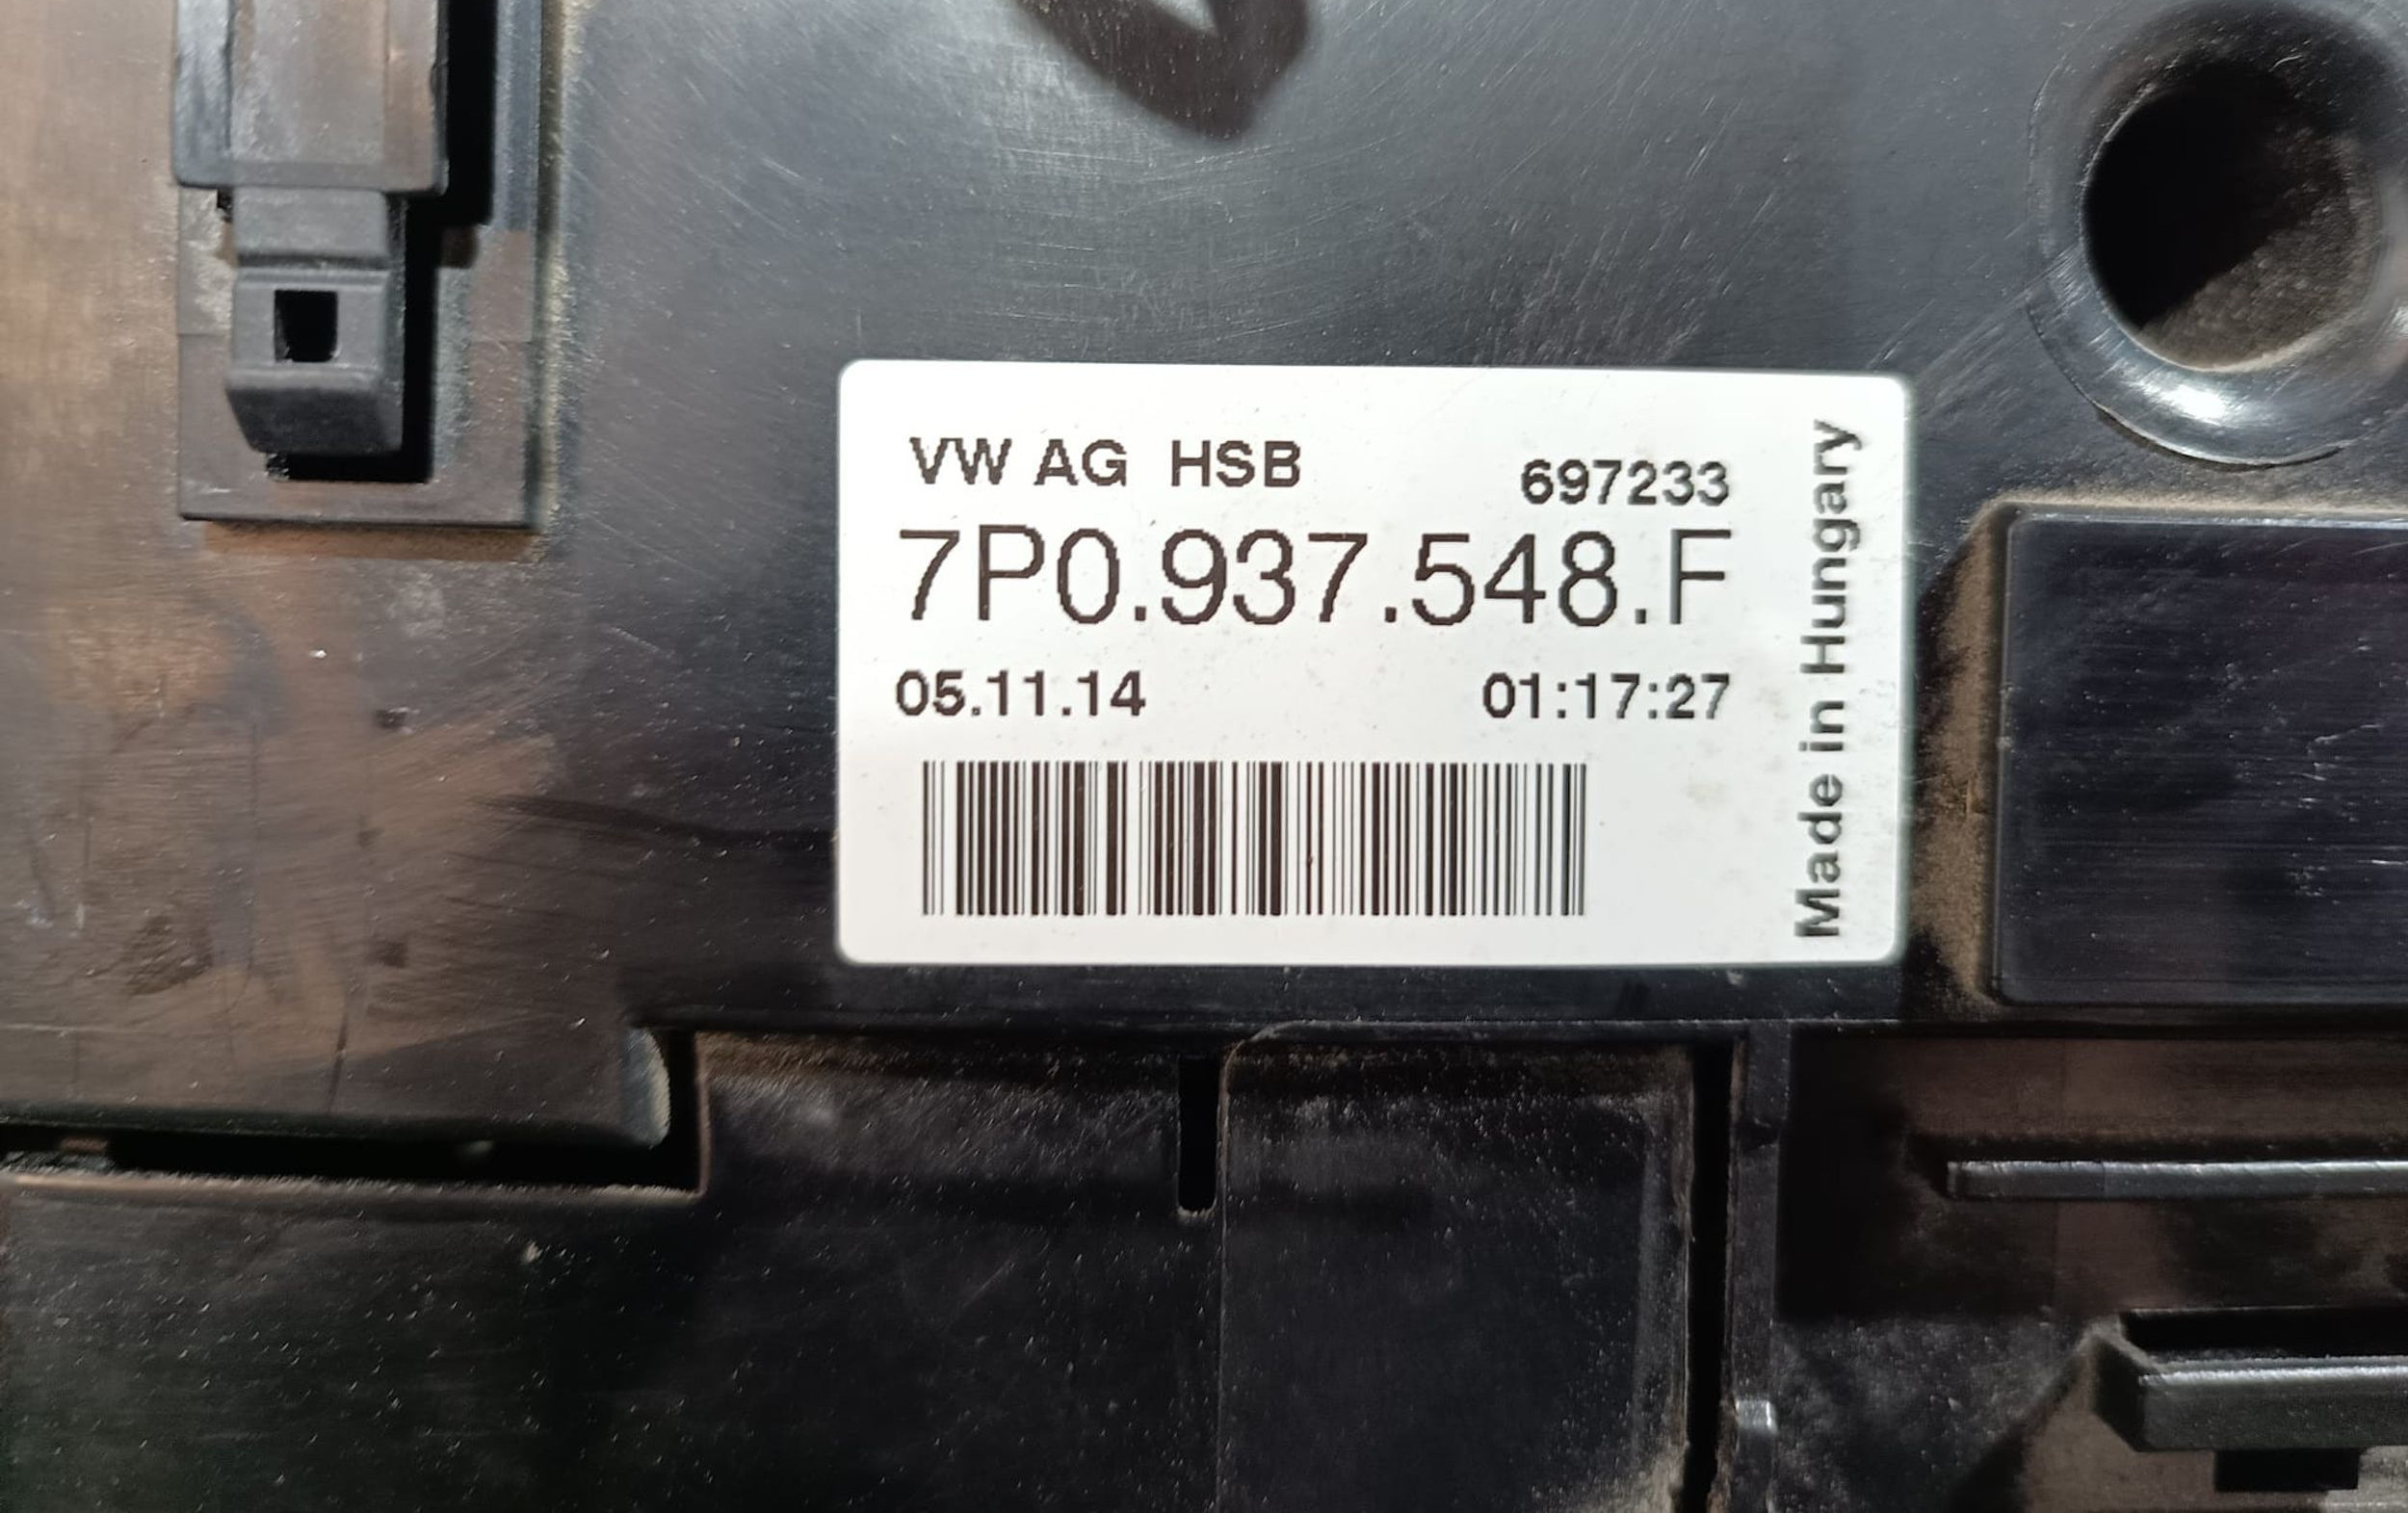 VW AG HSB 697233
7P0.937.548.F
05.11.14 01:17:27
Made in Hungary